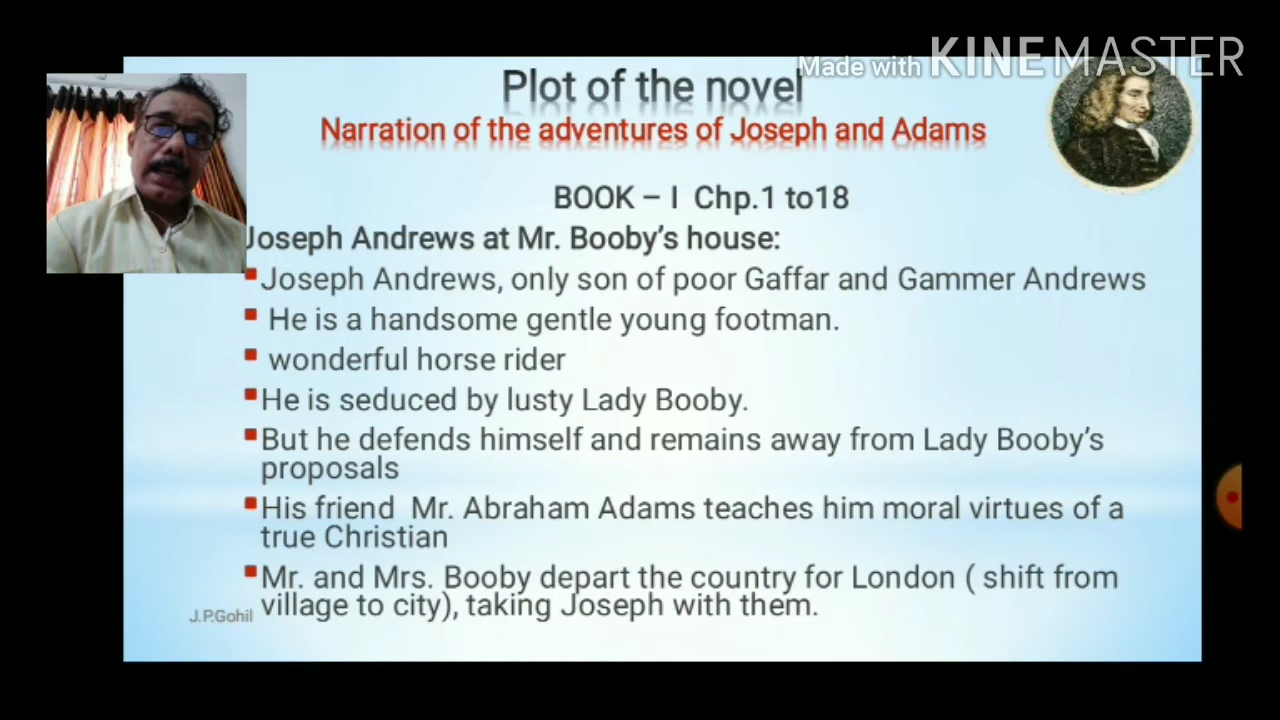 Made with KINEMASTER
Plot of the novel
Narration of the adventures of Joseph and Adams
BOOK – I Chp.1 to18
Joseph Andrews at Mr. Booby's house:
Joseph Andrews, only son of poor Gaffar and Gammer Andrews
He is a handsome gentle young footman.
wonderful horse rider
He is seduced by lusty Lady Booby.
But he defends himself and remains away from Lady Booby's
proposals
His friend Mr. Abraham Adams teaches him moral virtues of a
true Christian
Mr. and Mrs. Booby depart the country for London ( shift from
village to city), taking Joseph with them.
J.P.Gohil